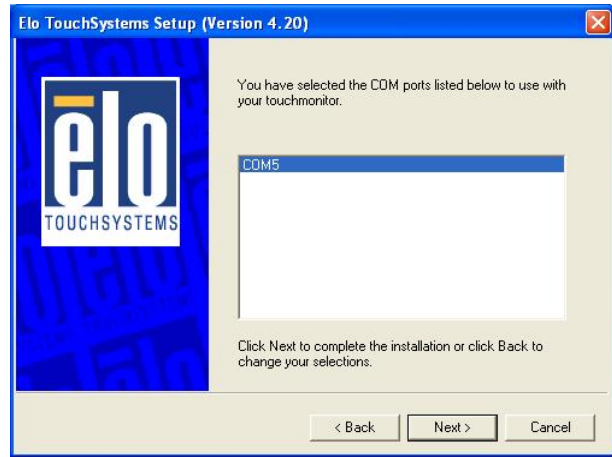 Elo TouchSystems Setup (Version 4.20)
You have selected the COM ports listed below to use with
your touchmonitor.
COM5
elo
TOUCHSYSTEMS
Click Next to complete the installation or click Back to
change your selections.
< Back
Next >
Cancel